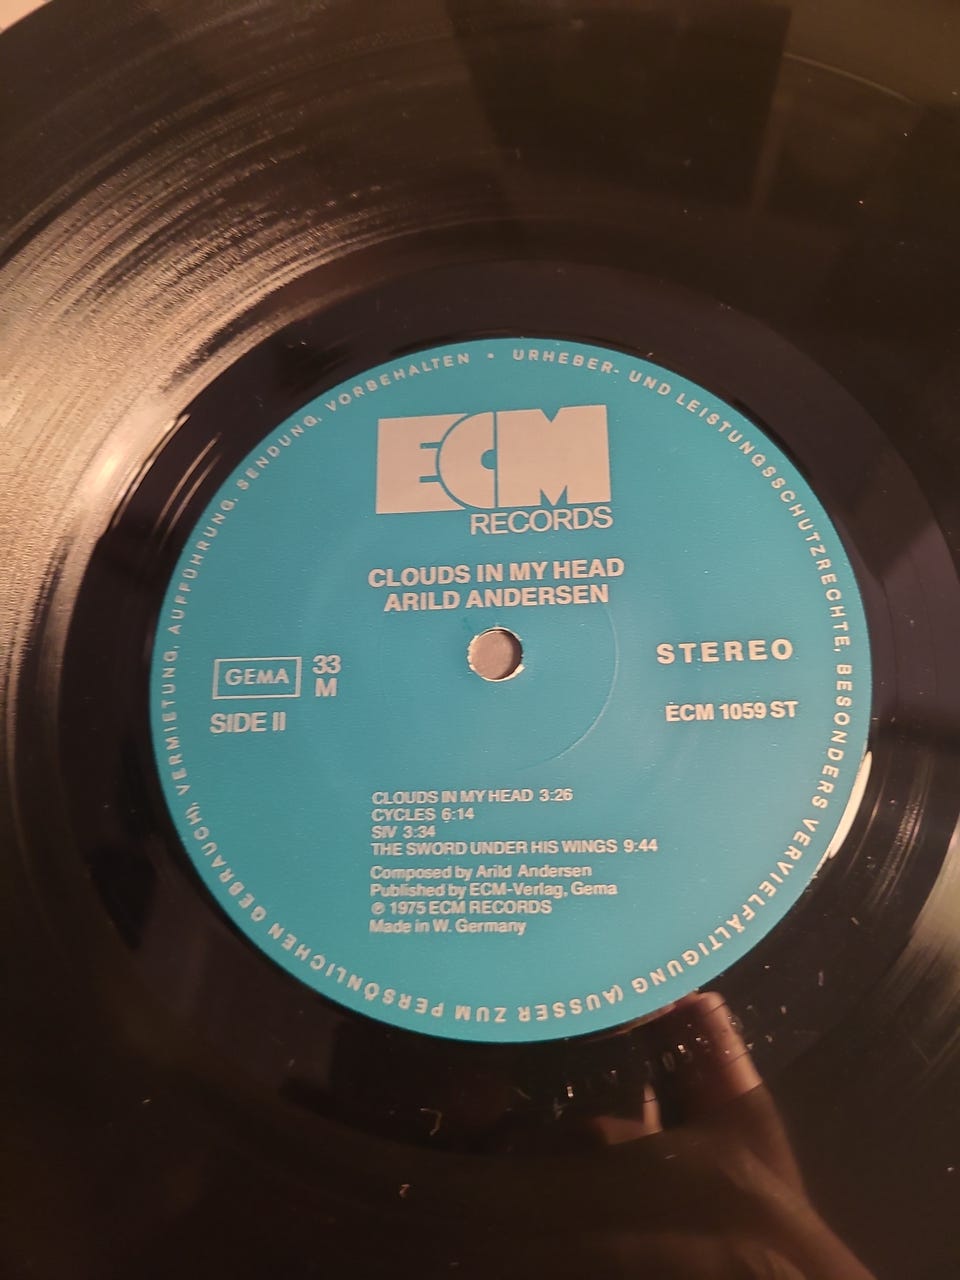 URHEBER- UND LEISTUNGSSCHUTZRECHTE, BESONDERS VERVIELFÄLTIGUNG (AUSSER ZUM PERSÖNLICHEN GEBRAUCH), VERMIETUNG, AUFFÜHRUNG, SENDUNG, VORBEHALTEN •
ECM
RECORDS
CLOUDS IN MY HEAD
ARILD ANDERSEN
GEMA
33
M
SIDE II
STEREO
ECM 1059 ST
CLOUDS IN MY HEAD 3:26
CYCLES 6:14
SIV 3:34
THE SWORD UNDER HIS WINGS 9:44
Composed by Arild Andersen
Published by ECM-Verlag, Gema
℗ 1975 ECM RECORDS
Made in W. Germany